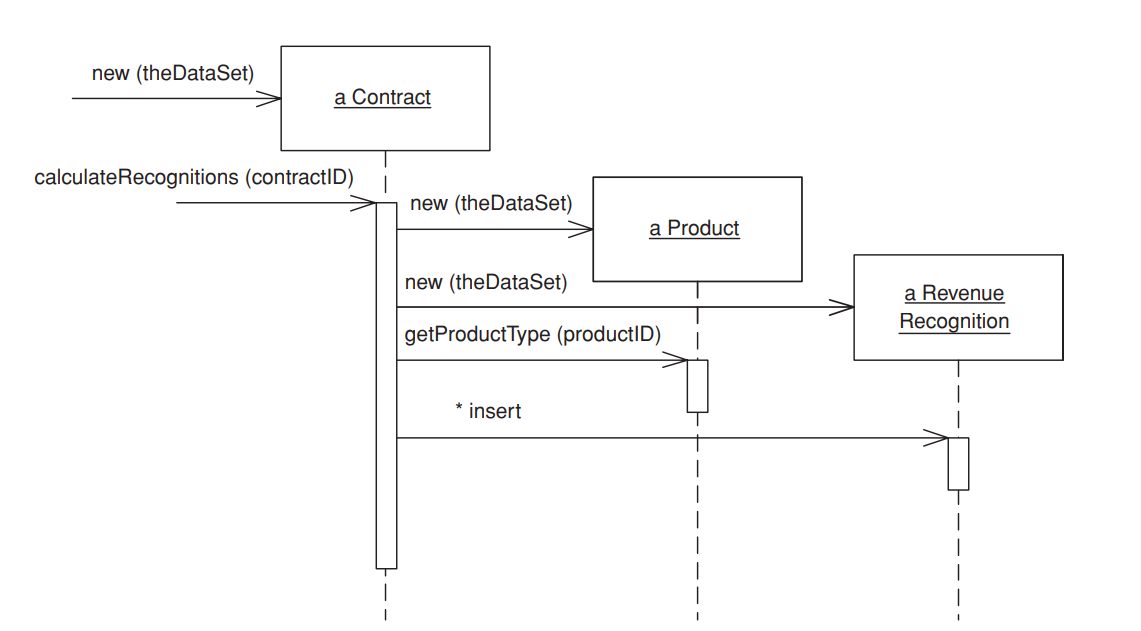 new (theDataSet)
a Contract
calculateRecognitions (contractID)
new (theDataSet)
a Product
new (theDataSet)
a Revenue
Recognition
getProductType (productID)
* insert